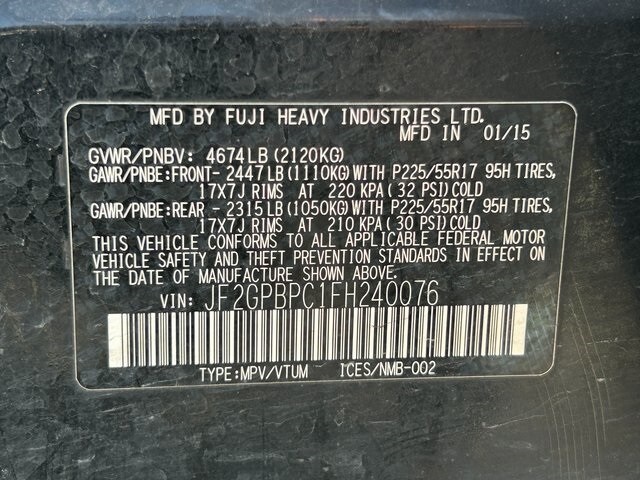 MFD BY FUJI HEAVY INDUSTRIES LTD.
MFD IN 01/15
GVWR/PNBV: 4674LB (2120KG)
GAWR/PNBE:FRONT- 2447LB (1110KG)WITH P225/55R17 95H TIRES,
17X7J RIMS AT 220 KPA (32 PSI)COLD
GAWR/PNBE:REAR - 2315LB(1050KG)WITH P225/55R17 95H TIRES,
17X7J RIMS AT 210 KPA(30 PSI)COLD
THIS VEHICLE CONFORMS TO ALL APPLICABLE FEDERAL MOTOR
VEHICLE SAFETY AND THEFT PREVENTION STANDARDS IN EFFECT ON
THE DATE OF MANUFACTURE SHOWN ABOVE.
VIN: JF2GPBPC1FH240076
TYPE:MPV/VTUM ICES/NMB-002